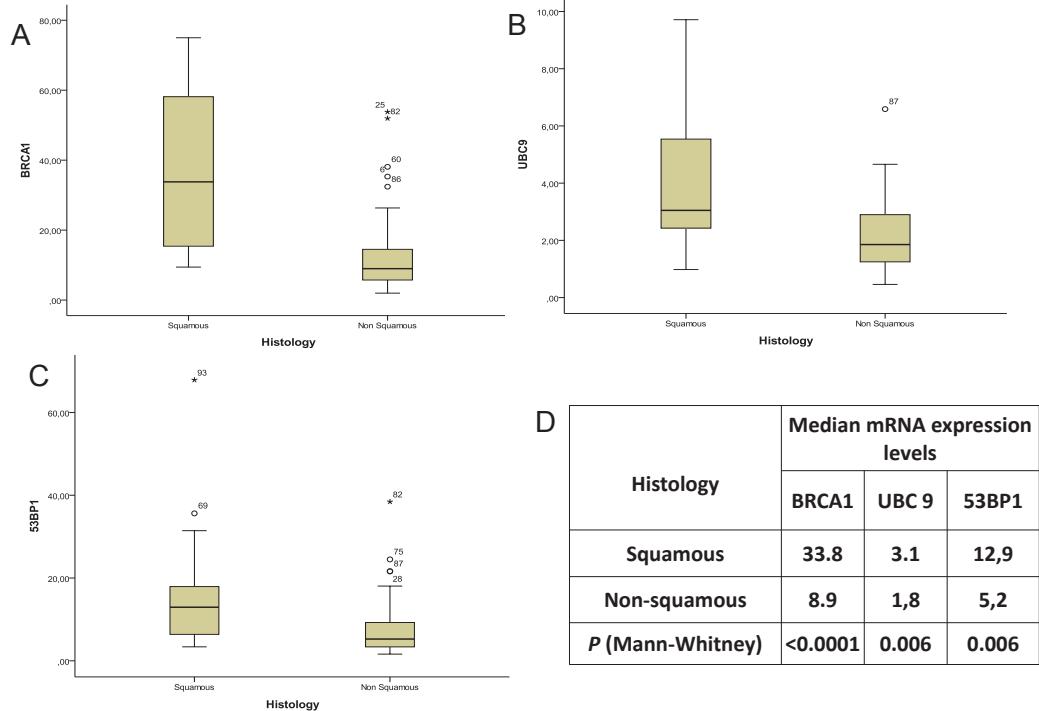 A
80,00
60,00
40,00
20,00
,00
BRCA1
25
82
60
6
86
Squamous
Non Squamous
Histology
B
10,00
8,00
6,00
4,00
2,00
,00
UBC9
87
Squamous
Non Squamous
Histology
C
60,00
40,00
20,00
,00
53BP1
93
69
82
75
87
28
Squamous
Non Squamous
Histology
D
Histology
Median mRNA expression
levels
BRCA1 UBC 9 53BP1
Squamous 33.8 3.1 12,9
Non-squamous 8.9 1,8 5,2
P (Mann-Whitney) <0.0001 0.006 0.006